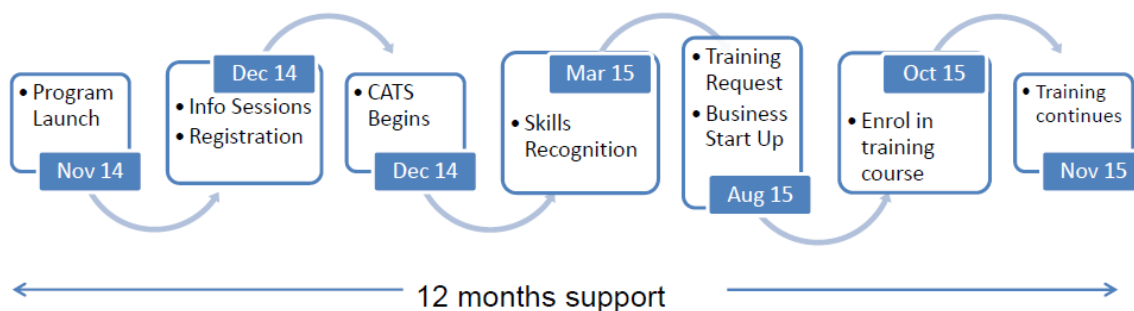 • Program
Launch
Nov 14
Dec 14
• Info Sessions
• Registration
• CATS
Begins
Dec 14
Mar 15
• Skills
Recognition
• Training
Request
• Business
Start Up
Aug 15
Oct 15
• Enrol in
training
course
• Training
continues
Nov 15
12 months support